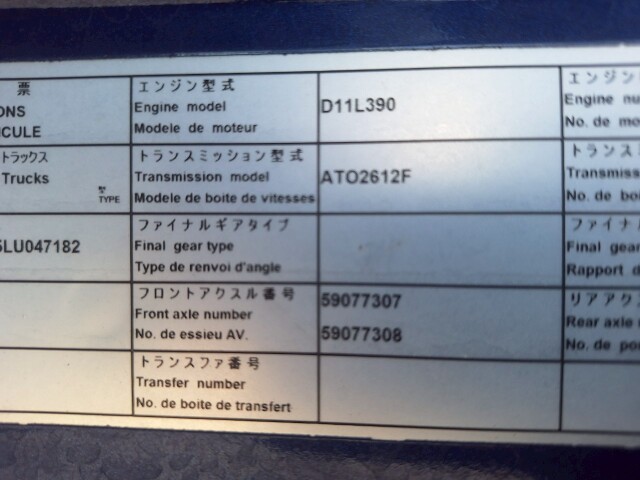 票
ONS
ICULE
エンジン型式
Engine model
Modele de moteur
D11L390
エンジン
Engine nu
No. de mo
トラックス
Trucks
型
TYPE
トランスミッション型式
Transmission model
Modele de boite de vitesses
ATO2612F
トランス
Transmiss
No. de boi
5LU047182
ファイナルギアタイプ
Final gear type
Type de renvoi d'angle
ファイナル
Final gear
Rapport d
フロントアクスル番号
Front axle number
No. de essieu AV.
59077307
59077308
リアアク
Rear axle
No. de po
トランスファ番号
Transfer number
No. de boite de transfert